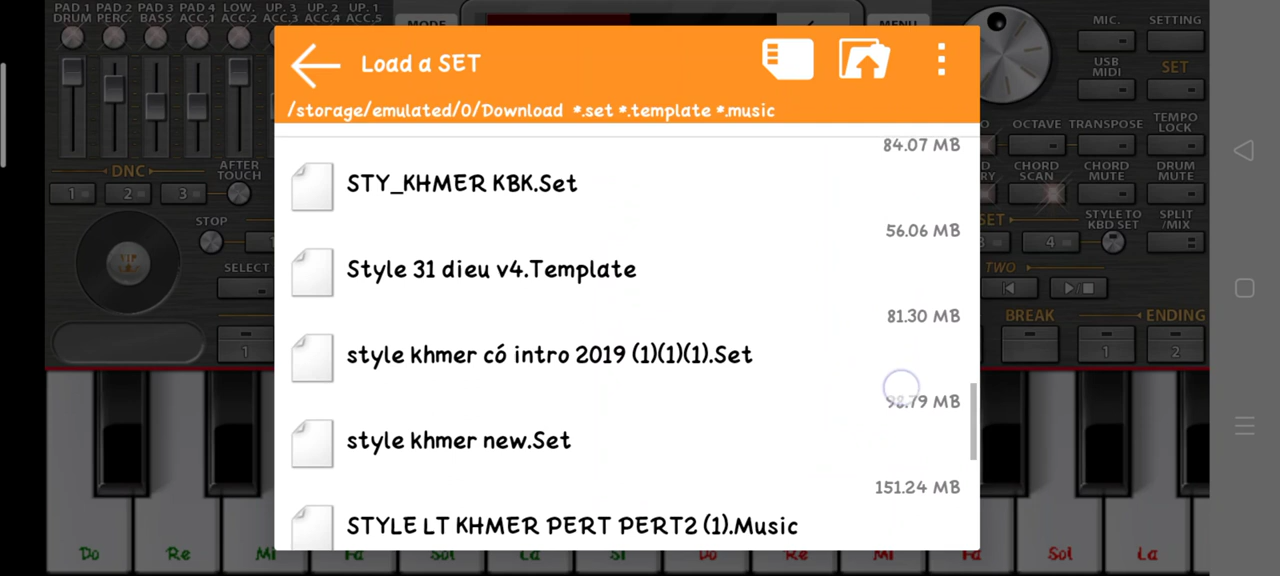 PAD 1 PAD 2 PAD 3 PAD 4 LOW. UP. 3 UP. 2 UP. 1
DRUM PERC. BASS ACC.1 ACC.2 ACC.3 ACC.4 ACC.5
MODE
MENU
MIC.
SETTING
USB MIDI
SET
Load a SET
/storage/emulated/0/Download *.set *.template *.music
OCTAVE TRANSPOSE TEMPO LOCK
84.07 MB
STY_KHMER KBK.Set
DNC
AFTER TOUCH
1 2 3
CHORD SCAN
CHORD MUTE
DRUM MUTE
STOP
SET
4
STYLE TO KBD SET
SPLIT /MIX
56.06 MB
Style 31 dieu v4.Template
SELECT
TWO
81.30 MB
BREAK
ENDING
style khmer có intro 2019 (1)(1)(1).Set
1
1 2
98.79 MB
style khmer new.Set
151.24 MB
STYLE LT KHMER PERT PERT2 (1).Music
Do Re Mi Fa Sol La Si Do Re Mi Fa Sol La